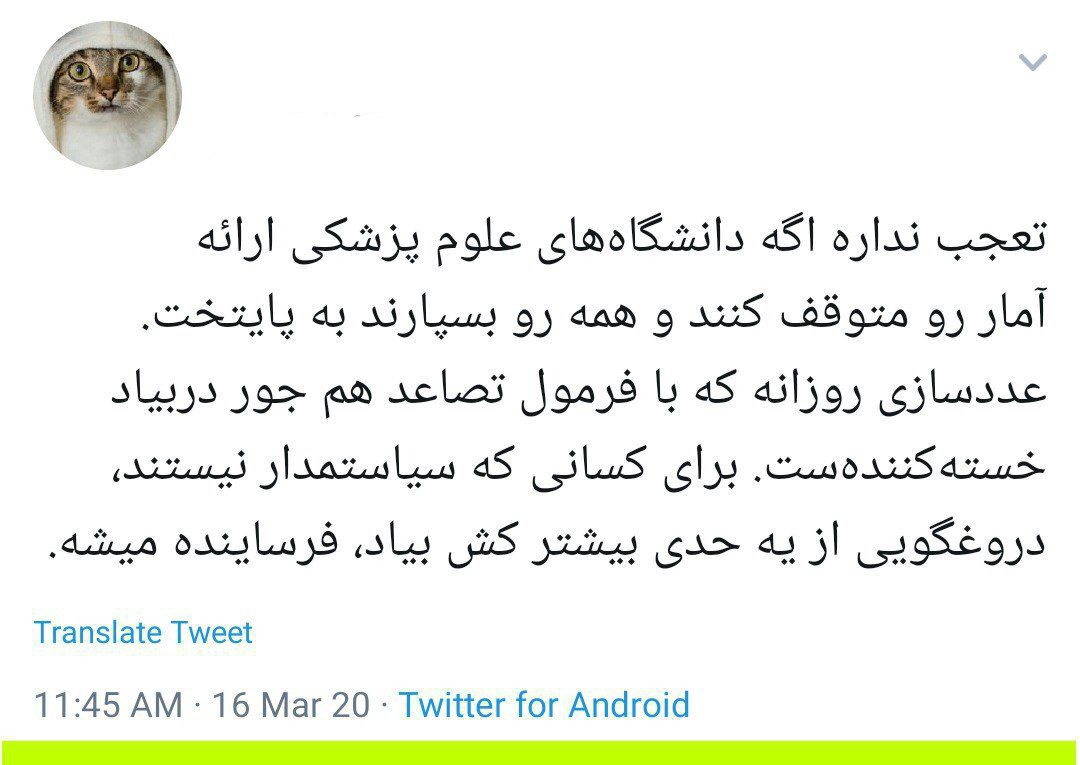 تعجب نداره اگه دانشگاه‌های علوم پزشکی ارائه
آمار رو متوقف کنند و همه رو بسپارند به پایتخت.
عددسازی روزانه که با فرمول تصاعد هم جور دربیاد
خسته‌کننده‌ست. برای کسانی که سیاستمدار نیستند،
دروغگویی از یه حدی بیشتر کش بیاد، فرساینده میشه.
Translate Tweet
11:45 AM · 16 Mar 20 · Twitter for Android